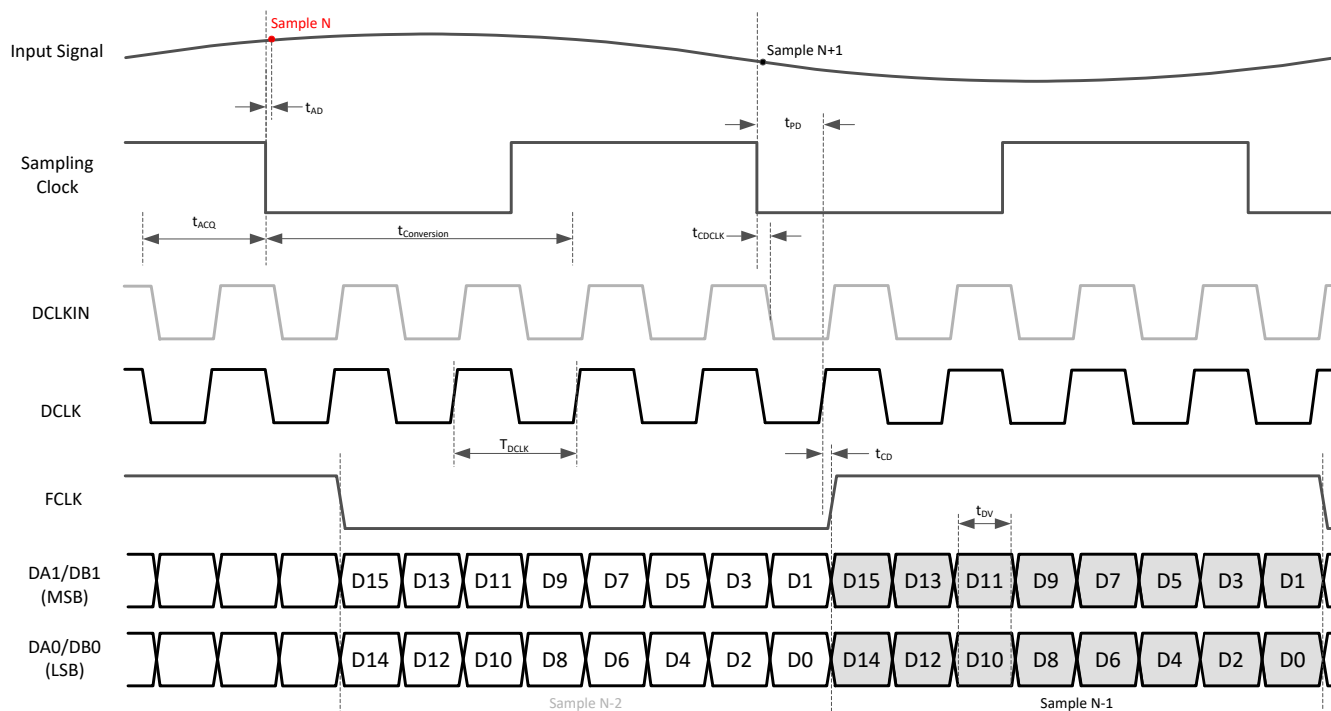 Sample N
Input Signal
Sample N+1
tAD
tPD
Sampling
Clock
tACQ
tConversion
tCDCLK
DCLKIN
DCLK
TDCLK
tCD
FCLK
tDV
DA1/DB1
(MSB)
D15 D13 D11 D9 D7 D5 D3 D1 D15 D13 D11 D9 D7 D5 D3 D1
DA0/DB0
(LSB)
D14 D12 D10 D8 D6 D4 D2 D0 D14 D12 D10 D8 D6 D4 D2 D0
Sample N-2
Sample N-1